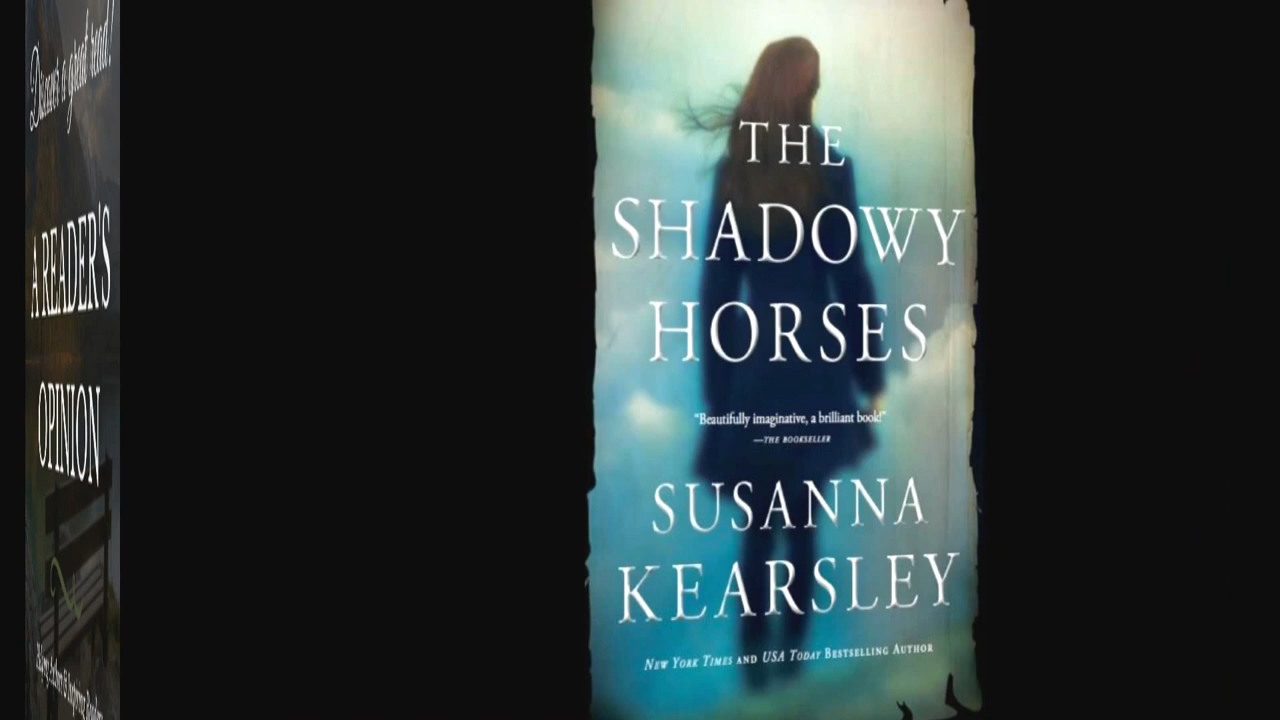 Discover a great read!
A READER'S
OPINION
THE
SHADOWY
HORSES
“Beautifully imaginative, a brilliant book!”
—THE BOOKSELLER
SUSANNA
KEARSLEY
NEW YORK TIMES AND USA TODAY BESTSELLING AUTHOR